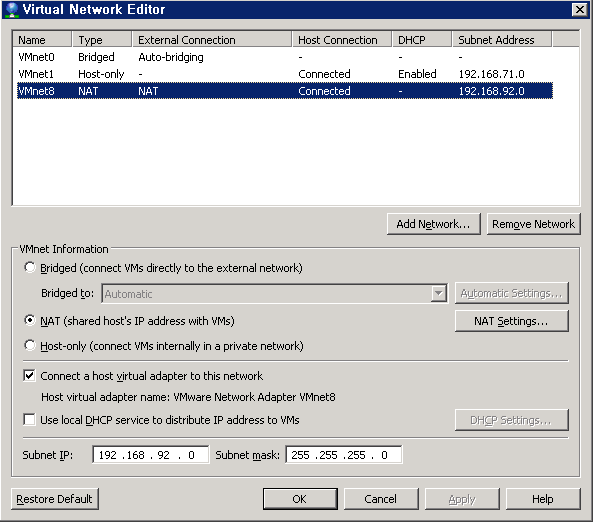 Virtual Network Editor
Name Type External Connection Host Connection DHCP Subnet Address
VMnet0 Bridged Auto-bridging - - -
VMnet1 Host-only - Connected Enabled 192.168.71.0
VMnet8 NAT NAT Connected - 192.168.92.0
Add Network... Remove Network
VMnet Information
Bridged (connect VMs directly to the external network)
Bridged to: Automatic Automatic Settings...
NAT (shared host's IP address with VMs) NAT Settings...
Host-only (connect VMs internally in a private network)
Connect a host virtual adapter to this network
Host virtual adapter name: VMware Network Adapter VMnet8
Use local DHCP service to distribute IP address to VMs DHCP Settings...
Subnet IP: 192 . 168 . 92 . 0 Subnet mask: 255 . 255 . 255 . 0
Restore Default OK Cancel Apply Help